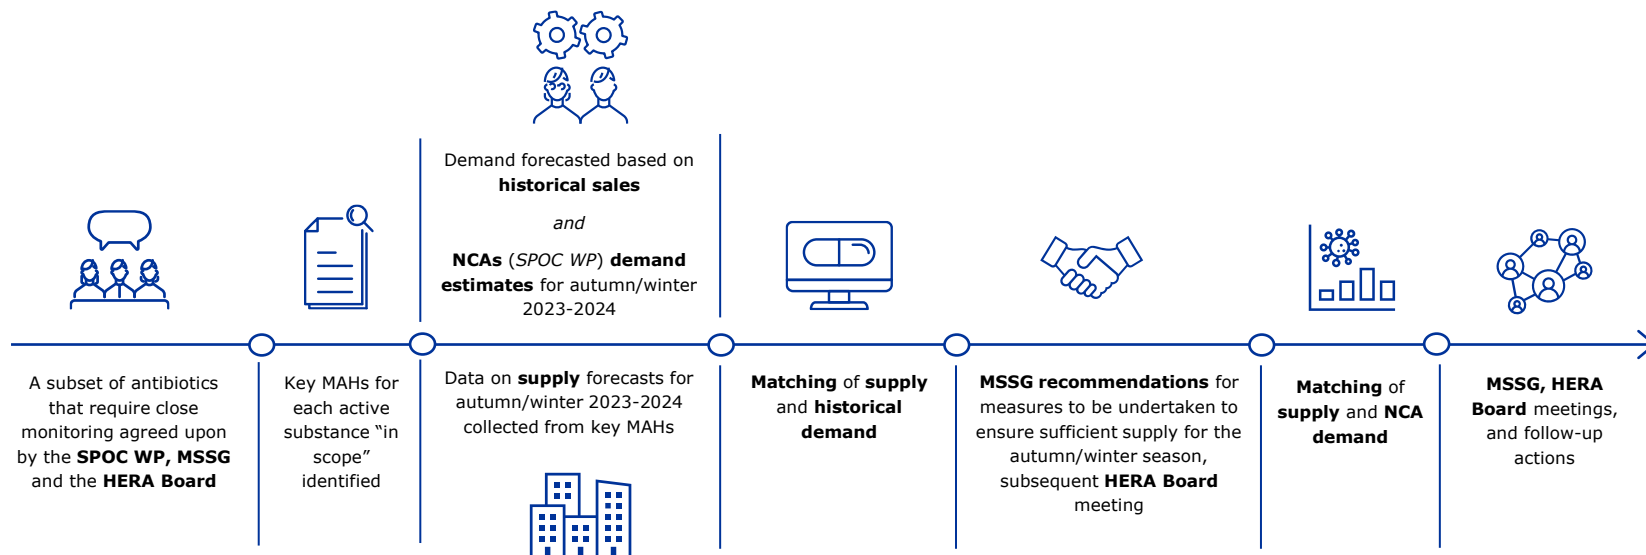 A subset of antibiotics
that require close
monitoring agreed upon
by the SPOC WP, MSSG
and the HERA Board
Key MAHs for
each active
substance “in
scope”
identified
Demand forecasted based on
historical sales
and
NCAs (SPOC WP) demand
estimates for autumn/winter
2023-2024
Data on supply forecasts for
autumn/winter 2023-2024
collected from key MAHs
Matching of supply
and historical
demand
MSSG recommendations for
measures to be undertaken to
ensure sufficient supply for the
autumn/winter season,
subsequent HERA Board
meeting
Matching of
supply and NCA
demand
MSSG, HERA
Board meetings,
and follow-up
actions